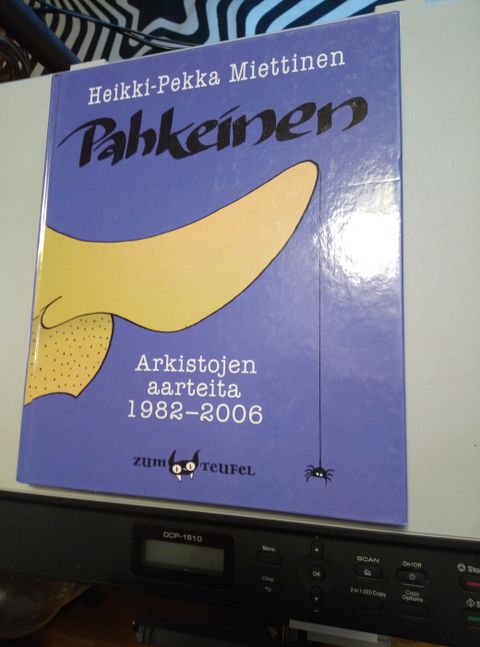 Heikki-Pekka Miettinen
Pahkeinen
Arkistojen
aarteita
1982–2006
ZUM TEUFEL
DCP-1510
Menu
Clear
OK
SCAN
On/Off
2 in 1 (ID) Copy
Copy
Options